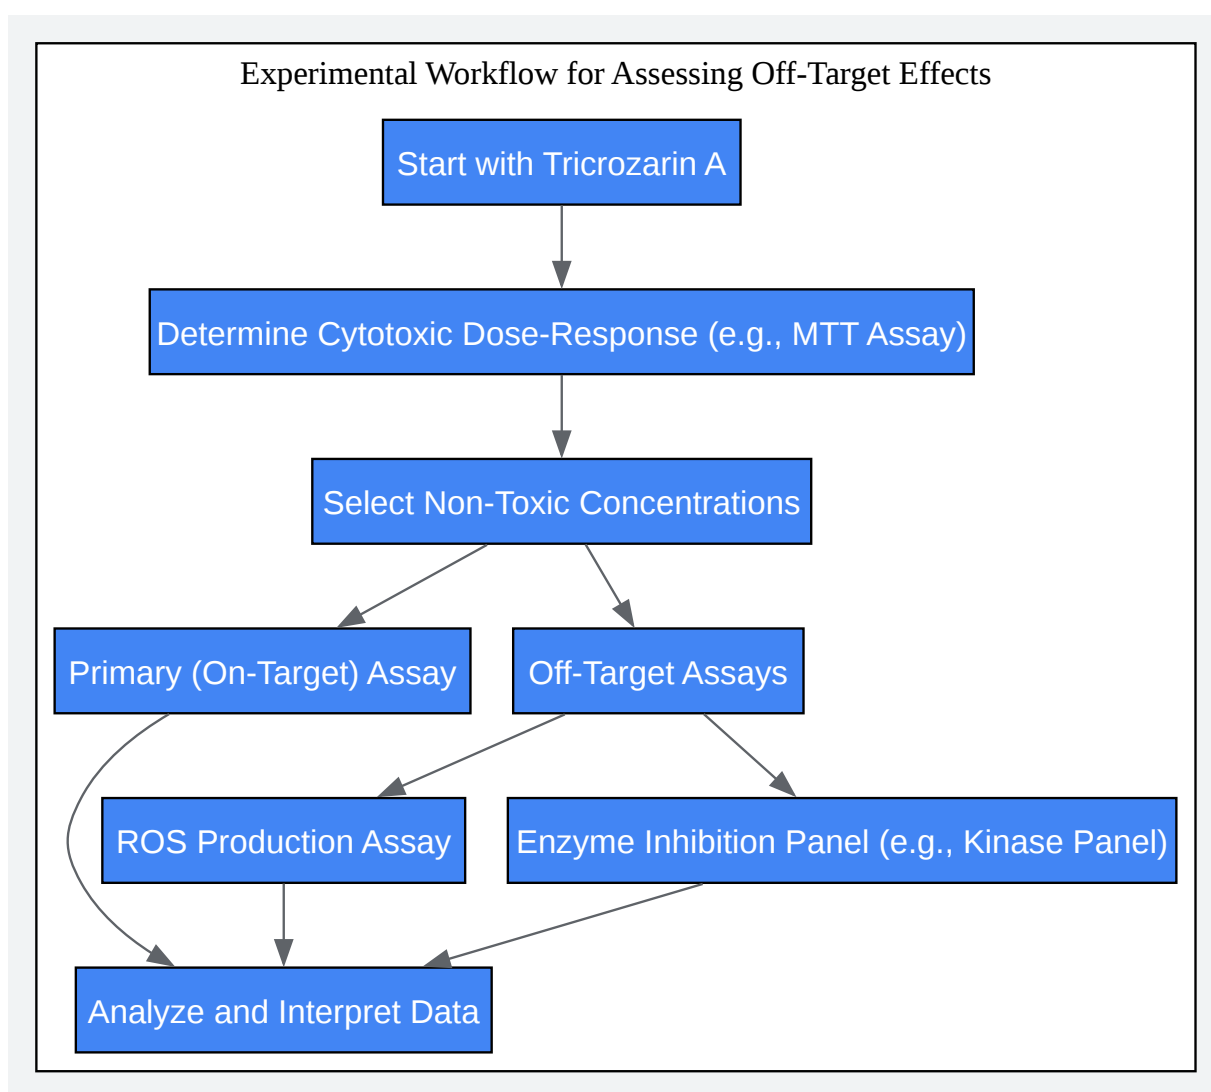 Experimental Workflow for Assessing Off-Target Effects
Start with Tricrozarin A
Determine Cytotoxic Dose-Response (e.g., MTT Assay)
Select Non-Toxic Concentrations
Primary (On-Target) Assay
Off-Target Assays
ROS Production Assay
Enzyme Inhibition Panel (e.g., Kinase Panel)
Analyze and Interpret Data